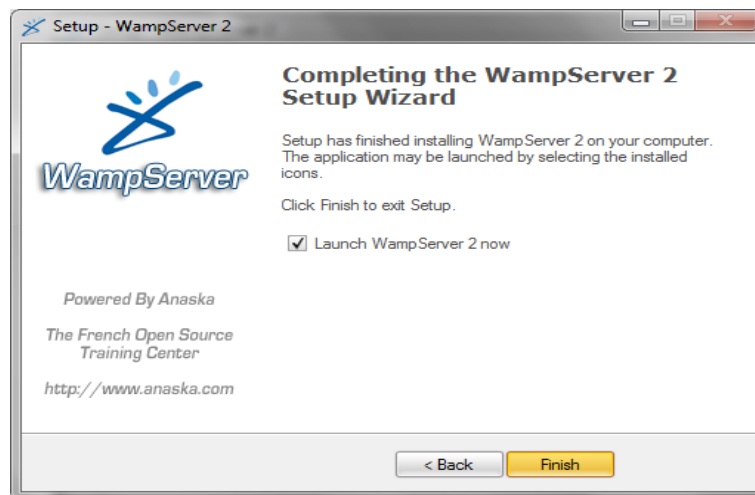 Setup - WampServer 2
Completing the WampServer 2
Setup Wizard
Setup has finished installing WampServer 2 on your computer.
The application may be launched by selecting the installed
icons.
Click Finish to exit Setup.
Launch WampServer 2 now
WampServer
Powered By Anaska
The French Open Source
Training Center
http://www.anaska.com
< Back
Finish